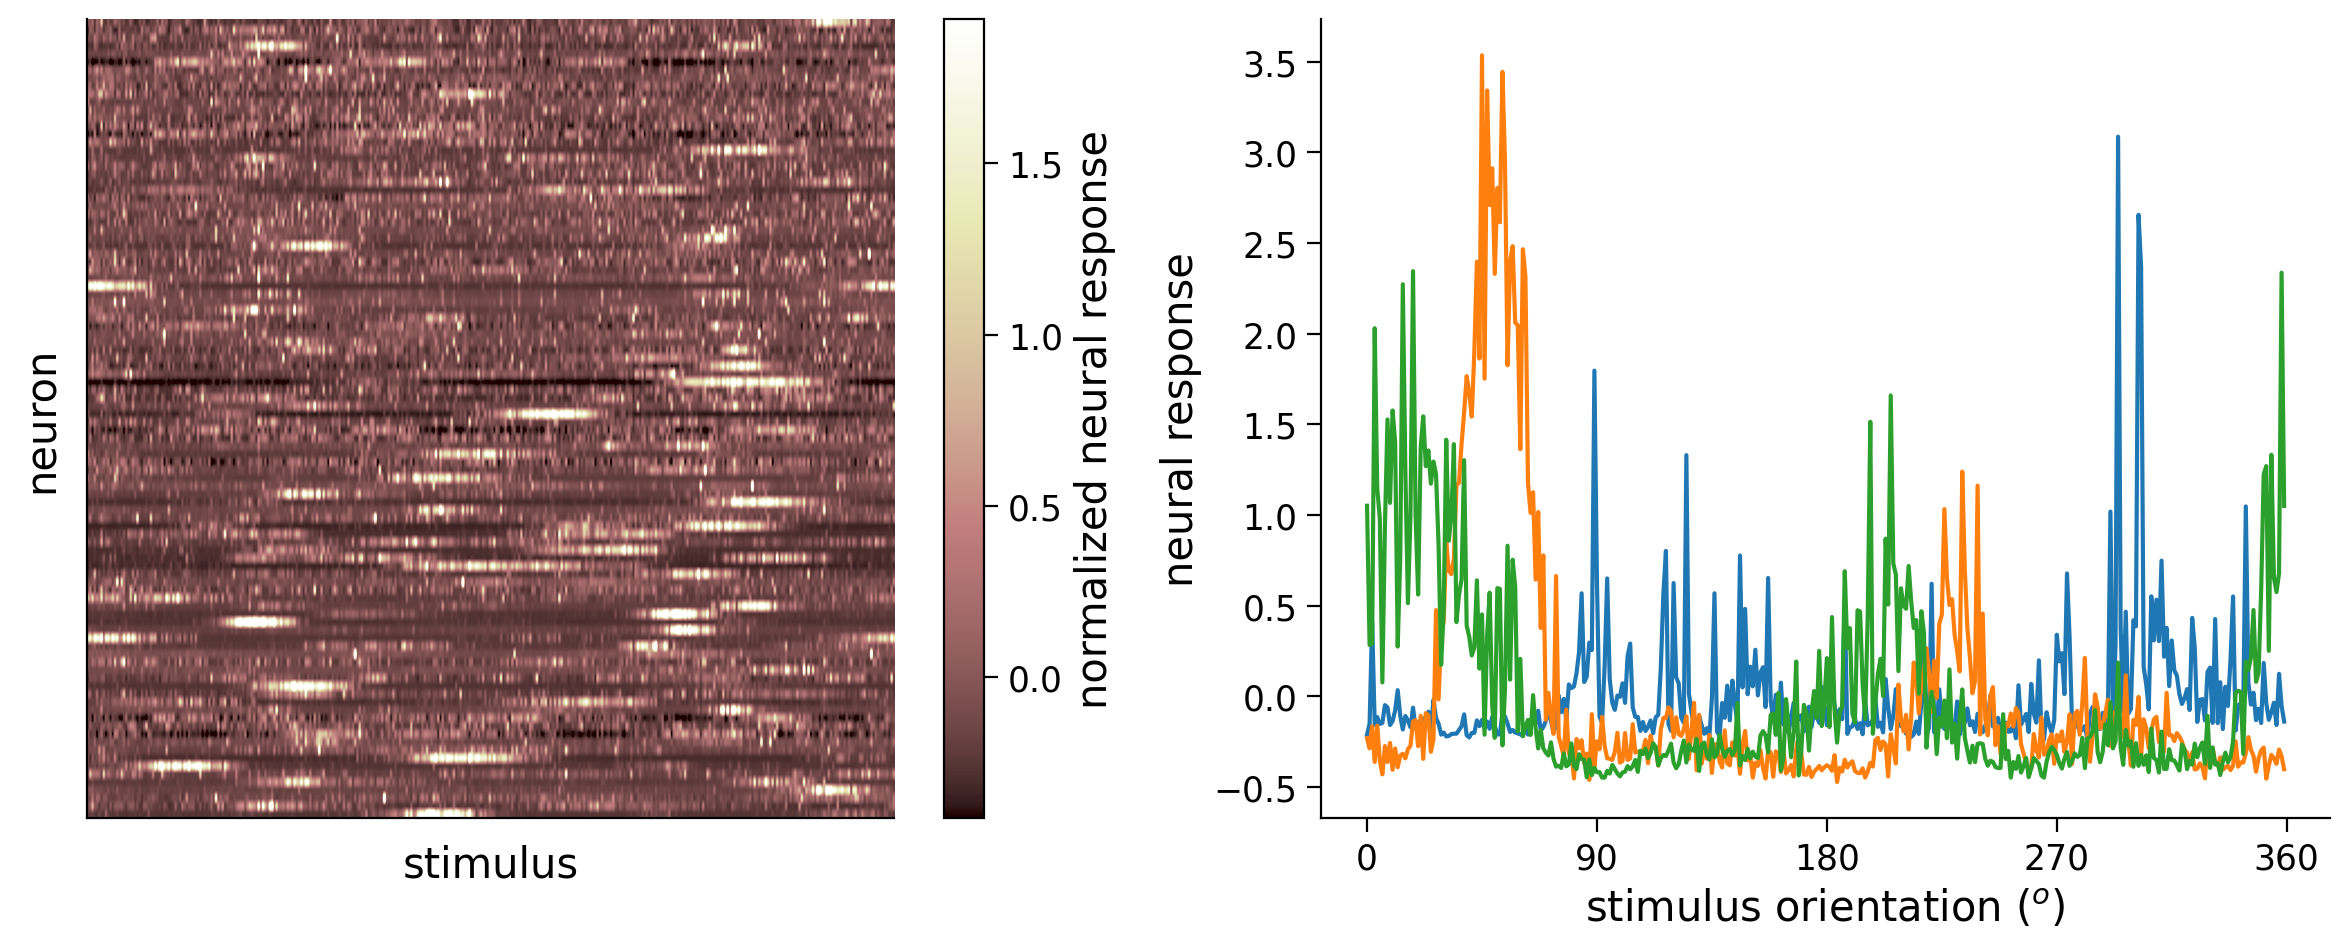 neuron
stimulus
1.5
1.0
0.5
0.0
normalized neural response
neural response
3.5
3.0
2.5
2.0
1.5
1.0
0.5
0.0
−0.5
0 90 180 270 360
stimulus orientation (o)